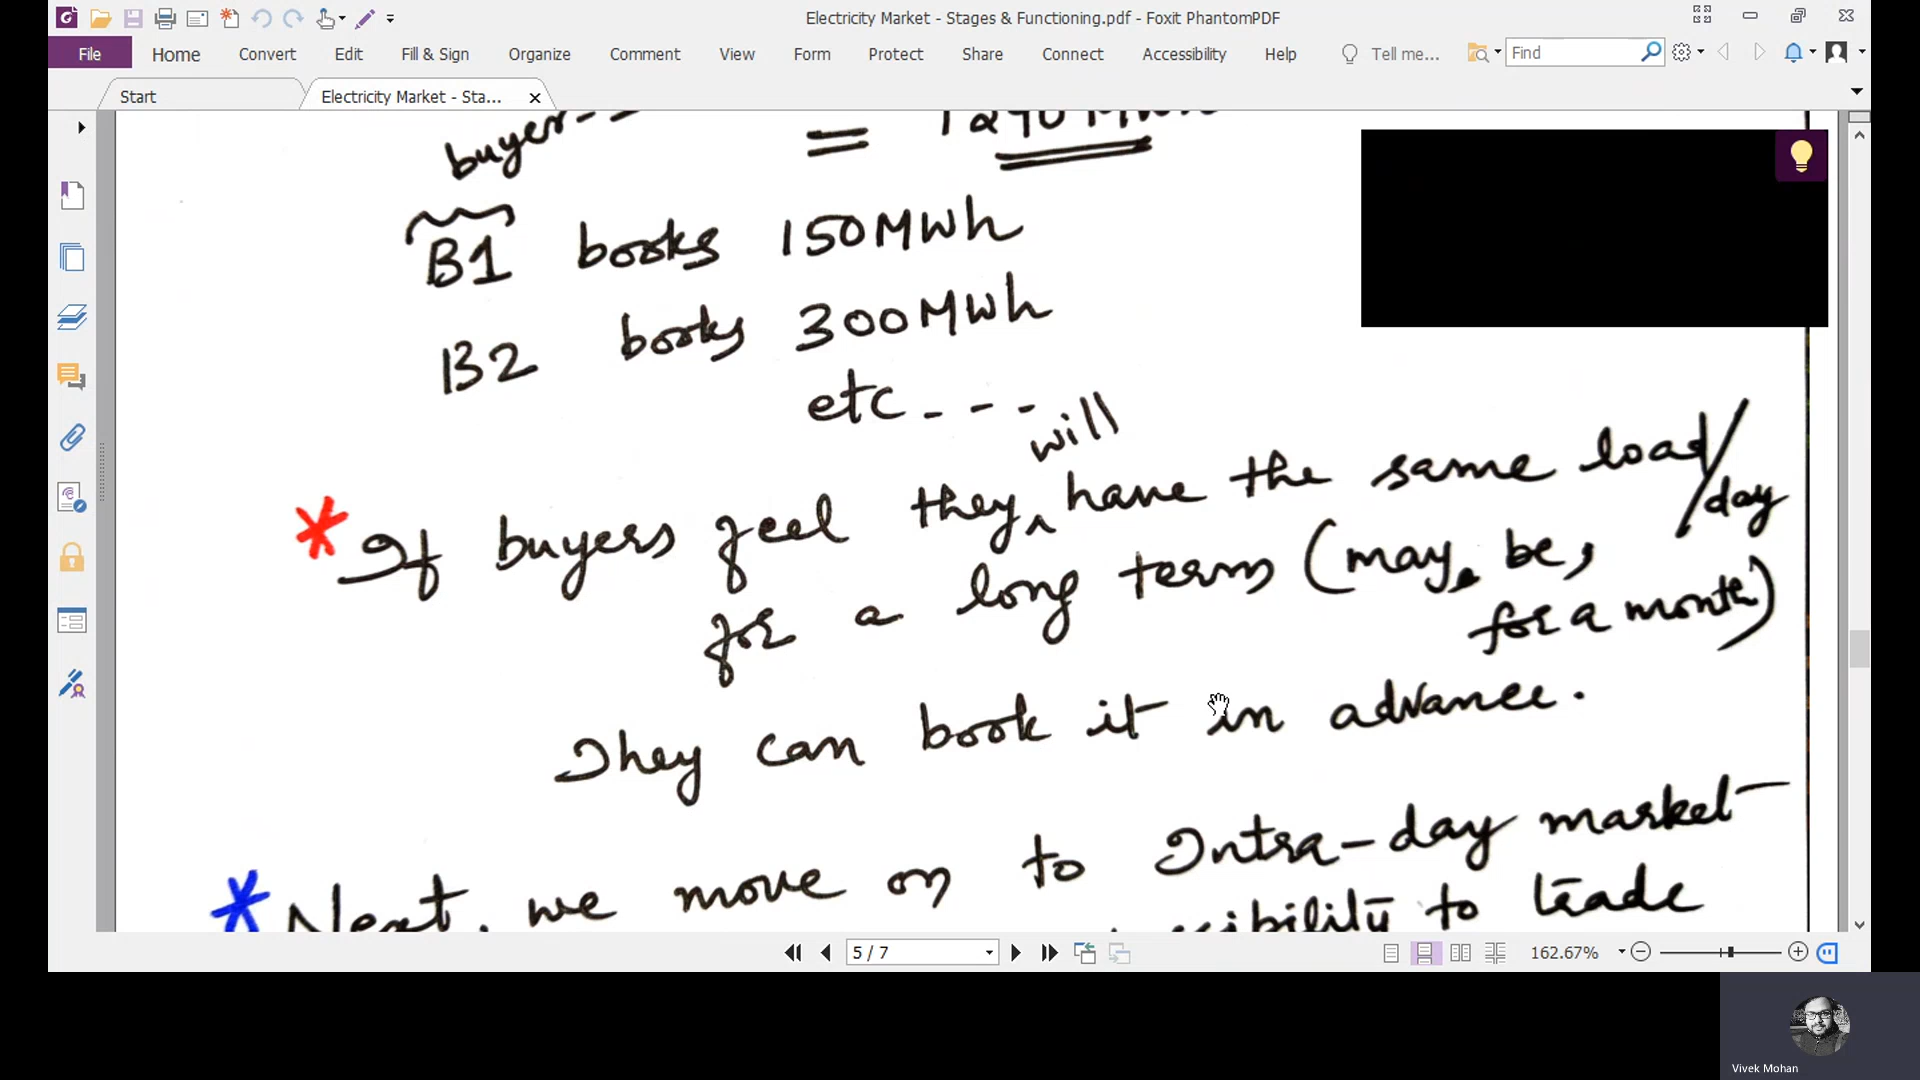 Electricity Market - Stages & Functioning.pdf - Foxit PhantomPDF
File Home Convert Edit Fill & Sign Organize Comment View Form Protect Share Connect Accessibility Help Tell me... Find
Start Electricity Market - Sta...
buyer
= 1240 MWh
B1 books 150MWh
B2 books 300MWh
etc - - -
will
* If buyers feel they ^ have the same load/day
for a long term (may be,
for a month)
They can book it in advance.
* Next, we move on to Intra-day market
to trade
5 / 7
162.67%
Vivek Mohan